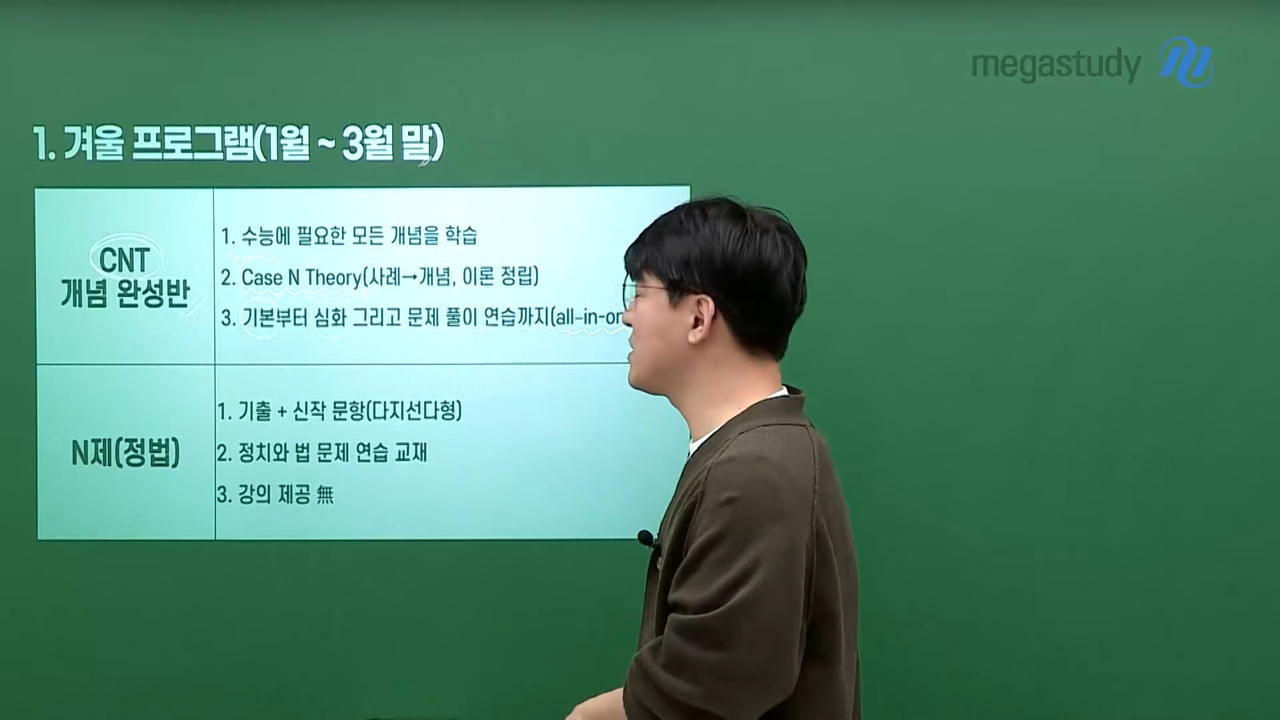 megastudy
1. 겨울 프로그램(1월 ~ 3월 말)
CNT
개념 완성반
1. 수능에 필요한 모든 개념을 학습
2. Case N Theory(사례→개념, 이론 정립)
3. 기본부터 심화 그리고 문제 풀이 연습까지(all-in-on
N제(정법)
1. 기출 + 신작 문항(다지선다형)
2. 정치와 법 문제 연습 교재
3. 강의 제공 無